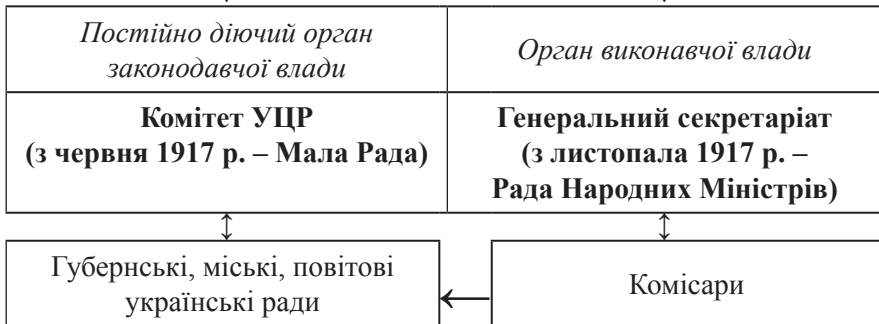 Постійно діючий орган
законодавчої влади
Орган виконавчої влади
Комітет УЦР
(з червня 1917 р. – Мала Рада)
Генеральний секретаріат
(з листопала 1917 р. –
Рада Народних Міністрів)
Губернські, міські, повітові
українські ради
Комісари